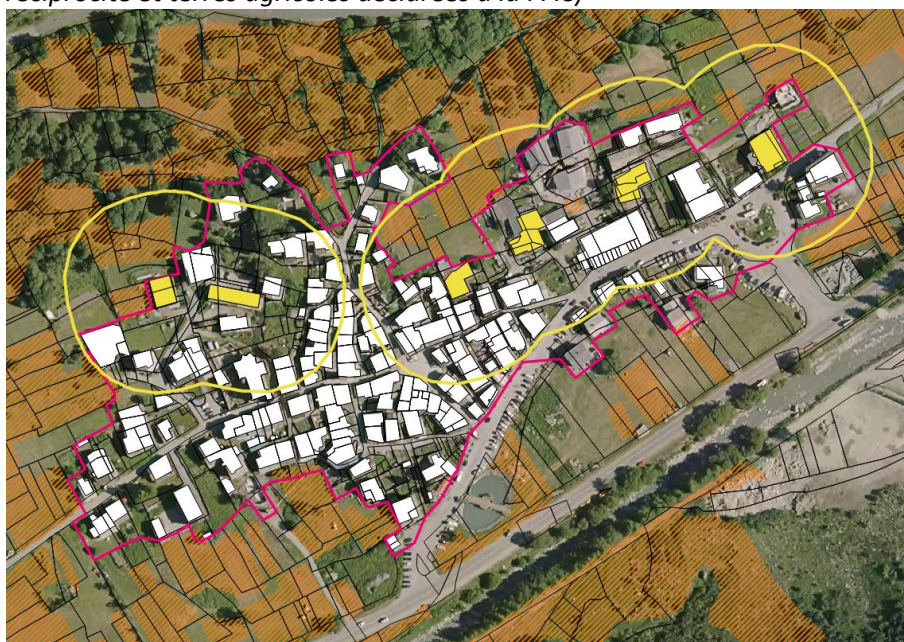 réciprocité et terres agricoles déclarées à la PAC)